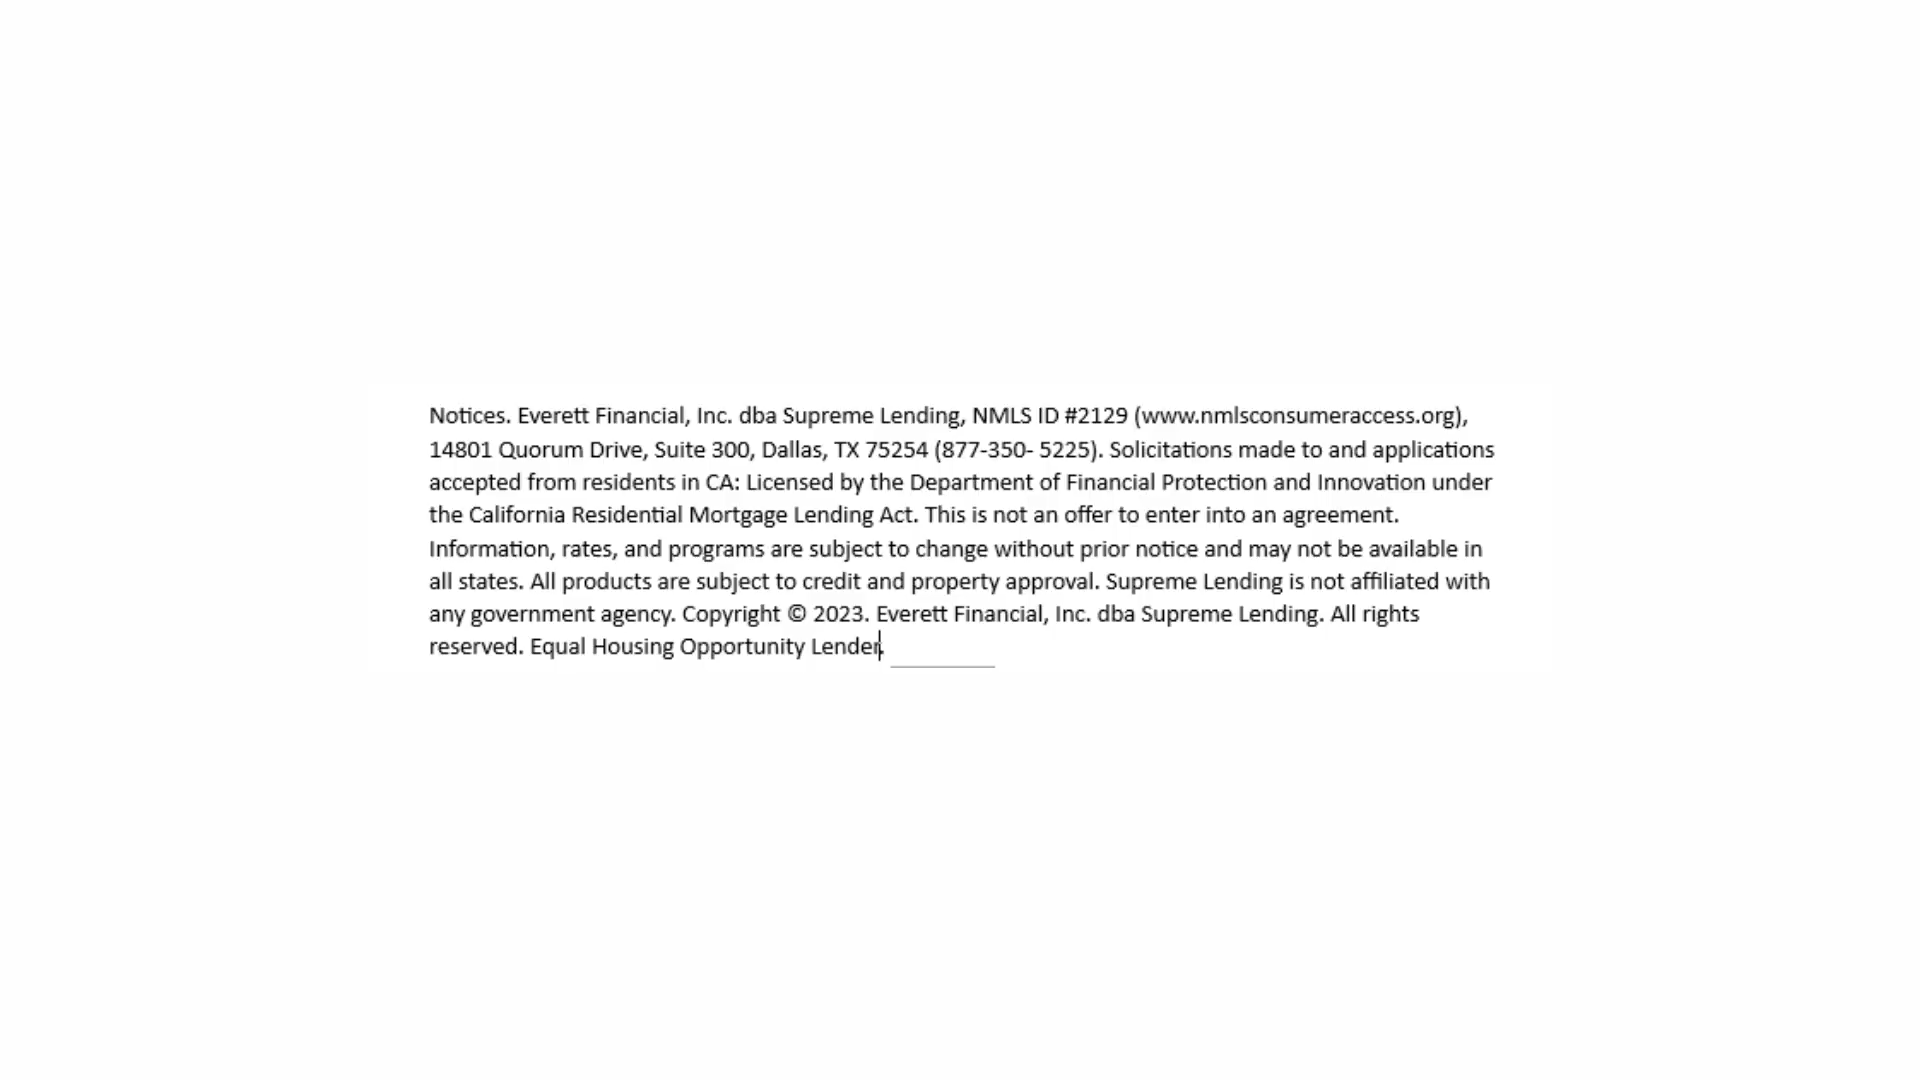 Notices. Everett Financial, Inc. dba Supreme Lending, NMLS ID #2129 (www.nmlsconsumeraccess.org),
14801 Quorum Drive, Suite 300, Dallas, TX 75254 (877-350- 5225). Solicitations made to and applications
accepted from residents in CA: Licensed by the Department of Financial Protection and Innovation under
the California Residential Mortgage Lending Act. This is not an offer to enter into an agreement.
Information, rates, and programs are subject to change without prior notice and may not be available in
all states. All products are subject to credit and property approval. Supreme Lending is not affiliated with
any government agency. Copyright © 2023. Everett Financial, Inc. dba Supreme Lending. All rights
reserved. Equal Housing Opportunity Lender.